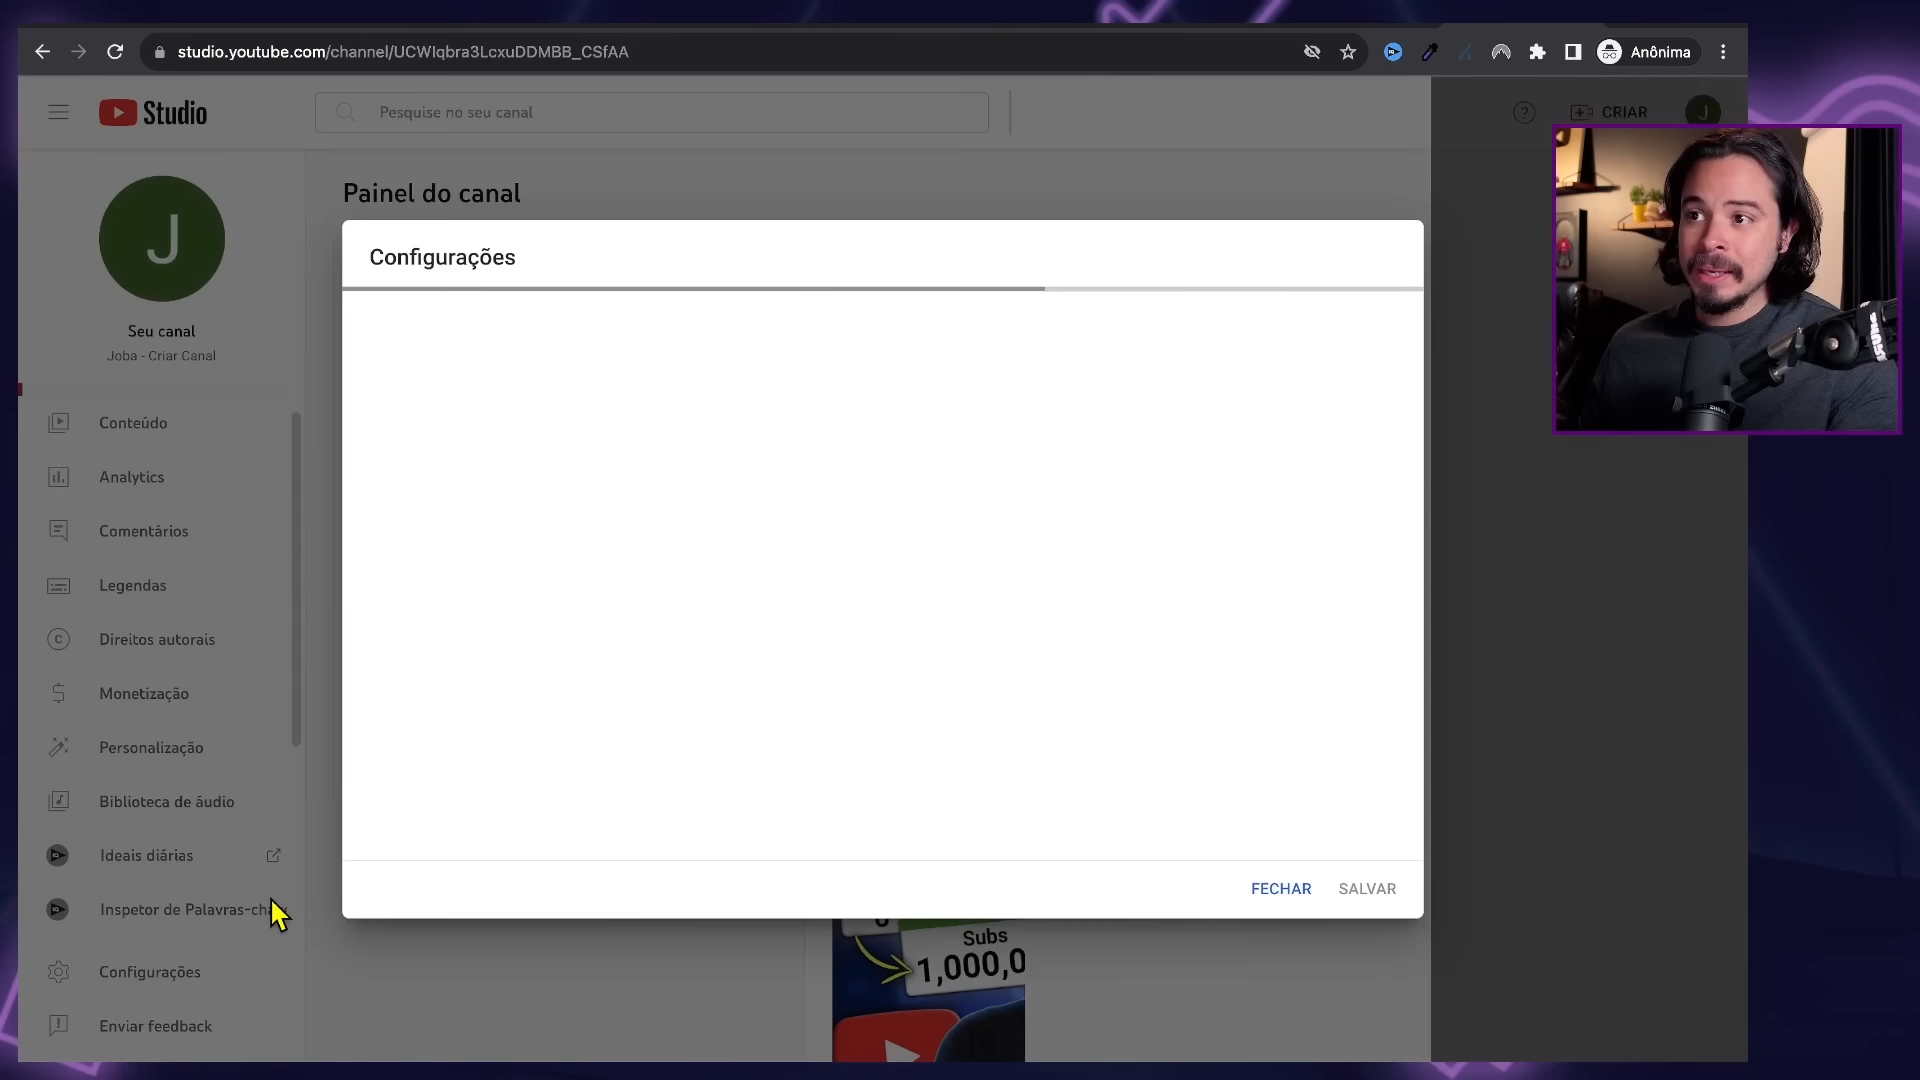 studio.youtube.com/channel/UCWIqbra3LcxuDDMBB_CSfAA
Anônima
Studio
Pesquise no seu canal
CRIAR
J
Painel do canal
J
Configurações
Seu canal
Joba - Criar Canal
Conteúdo
Analytics
Comentários
Legendas
Direitos autorais
Monetização
Personalização
Biblioteca de áudio
Ideais diárias
Inspetor de Palavras-cha
FECHAR
SALVAR
Subs
1,000,0
Configurações
Enviar feedback